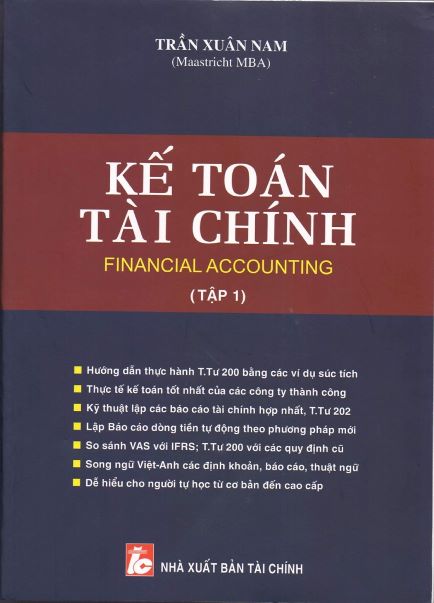 TRẦN XUÂN NAM
(Maastricht MBA)
KẾ TOÁN
TÀI CHÍNH
FINANCIAL ACCOUNTING
(TẬP 1)
Hướng dẫn thực hành T.Tư 200 bằng các ví dụ súc tích
Thực tế kế toán tốt nhất của các công ty thành công
Kỹ thuật lập các báo cáo tài chính hợp nhất, T.Tư 202
Lập Báo cáo dòng tiền tự động theo phương pháp mới
So sánh VAS với IFRS; T.Tư 200 với các quy định cũ
Song ngữ Việt-Anh các định khoản, báo cáo, thuật ngữ
Dễ hiểu cho người tự học từ cơ bản đến cao cấp
NHÀ XUẤT BẢN TÀI CHÍNH